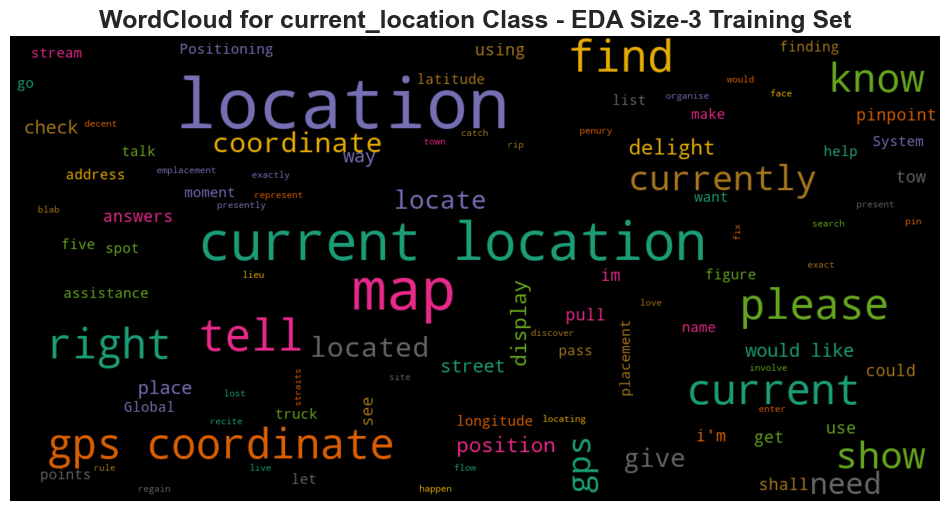 WordCloud for current_location Class - EDA Size-3 Training Set
stream
Positioning
using
find
finding
go
location
latitude
would
know
list
organise
face
make
pinpoint
check
decent
coordinate
way
town
catch
rip
penury
delight
help
System
talk
address
emplacement
exactly
moment
represent
presently
locate
currently
want
tow
present
blab
answers
search
pin
five
spot
current location
fix
lieu
im
figure
exact
assistance
map
display
love
please
pull
name
right
tell
located
discover
pass
placement
street
would like
involve
could
place
Global
lost
straits
site
current
enter
recite
truck
see
longitude
locating
gps coordinate
position
gps
i'm
get
use
show
points
rule
live
let
flow
give
shall
need
regain
happen